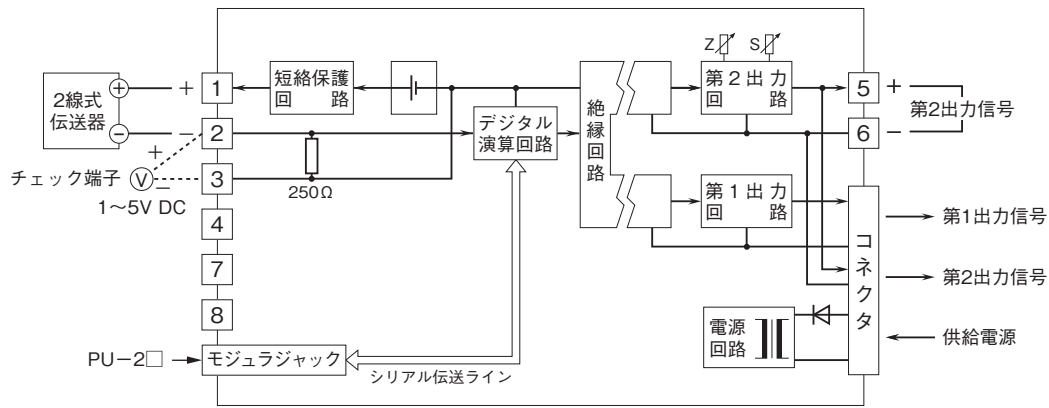 Z S
2線式
伝送器
+ −
+ −
1
2
3
4
7
8
短絡保護
回 路
デジタル
演算回路
250Ω
チェック端子
V
+ −
1～5V DC
絶縁回路
第２出力
回 路
第１出力
回 路
5
6
+
−
第2出力信号
コネクタ
第1出力信号
第2出力信号
供給電源
電源
回路
PU−2□
モジュラジャック
シリアル伝送ライン